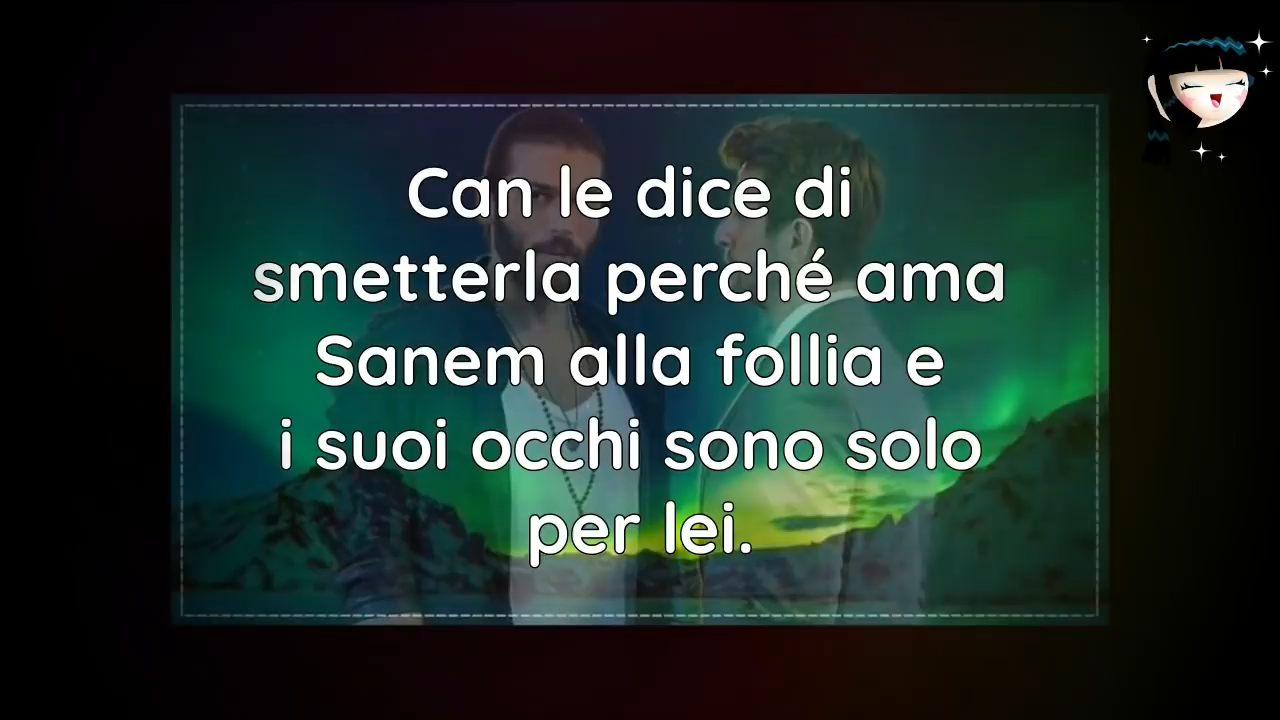 Can le dice di
smetterla perché ama
Sanem alla follia e
i suoi occhi sono solo
per lei.